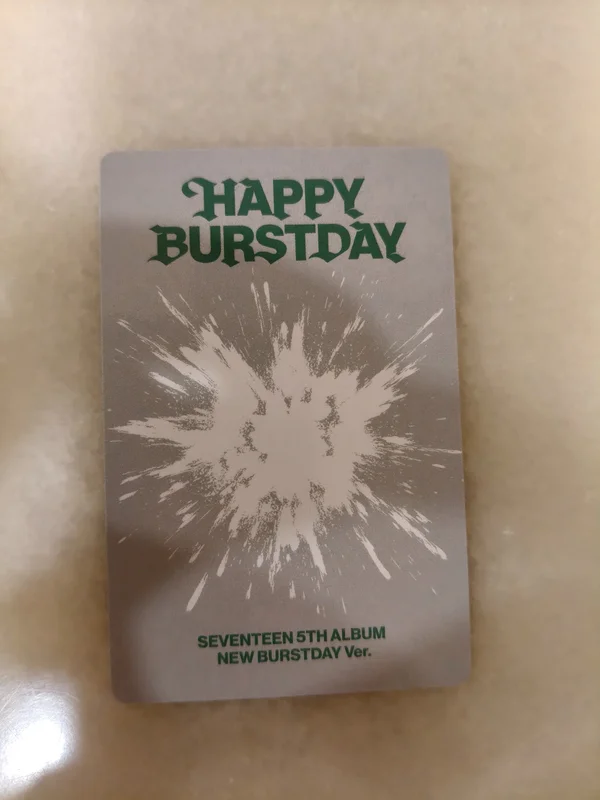 HAPPY
BURSTDAY
SEVENTEEN 5TH ALBUM
NEW BURSTDAY Ver.